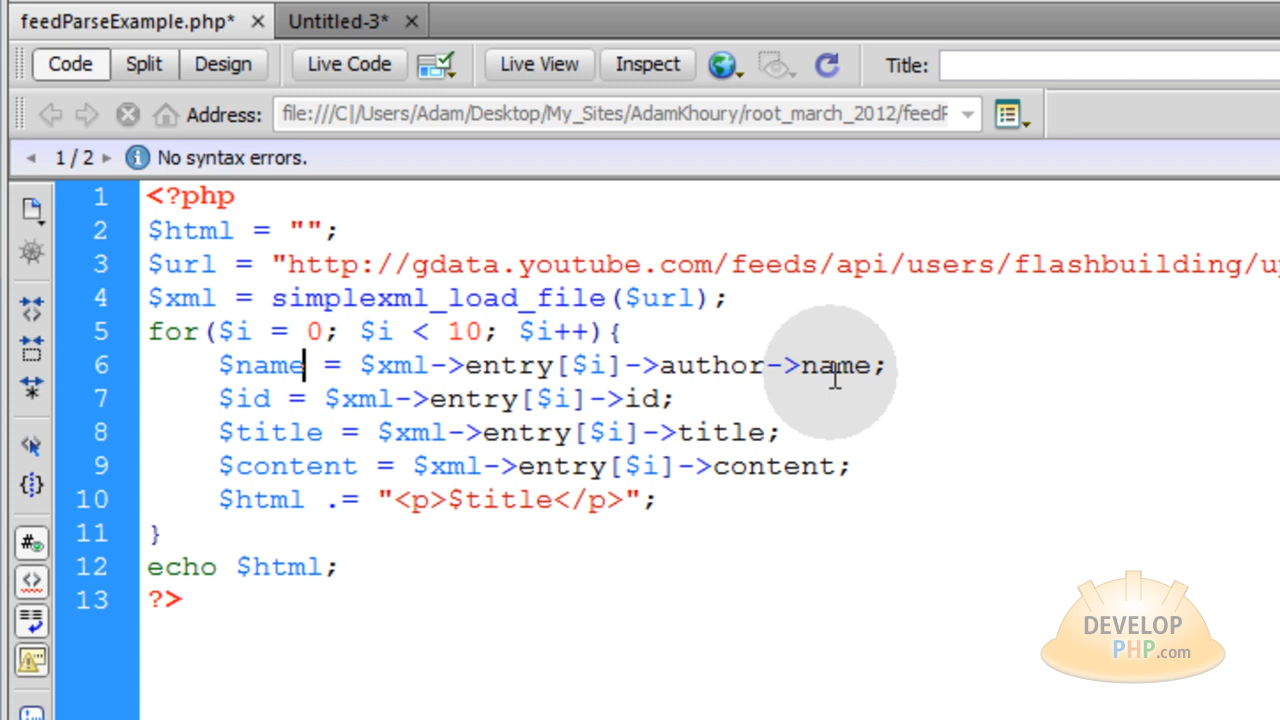 feedParseExample.php* Untitled-3*
Code Split Design Live Code Live View Inspect Title:
Address: file:///C|/Users/Adam/Desktop/My_Sites/AdamKhoury/root_march_2012/feedP
1 / 2 No syntax errors.
1 <?php
2 $html = "";
3 $url = "http://gdata.youtube.com/feeds/api/users/flashbuilding/up
4 $xml = simplexml_load_file($url);
5 for($i = 0; $i < 10; $i++){
6 $name = $xml->entry[$i]->author->name;
7 $id = $xml->entry[$i]->id;
8 $title = $xml->entry[$i]->title;
9 $content = $xml->entry[$i]->content;
10 $html .= "<p>$title</p>";
11 }
12 echo $html;
13 ?>
DEVELOP
PHP.com